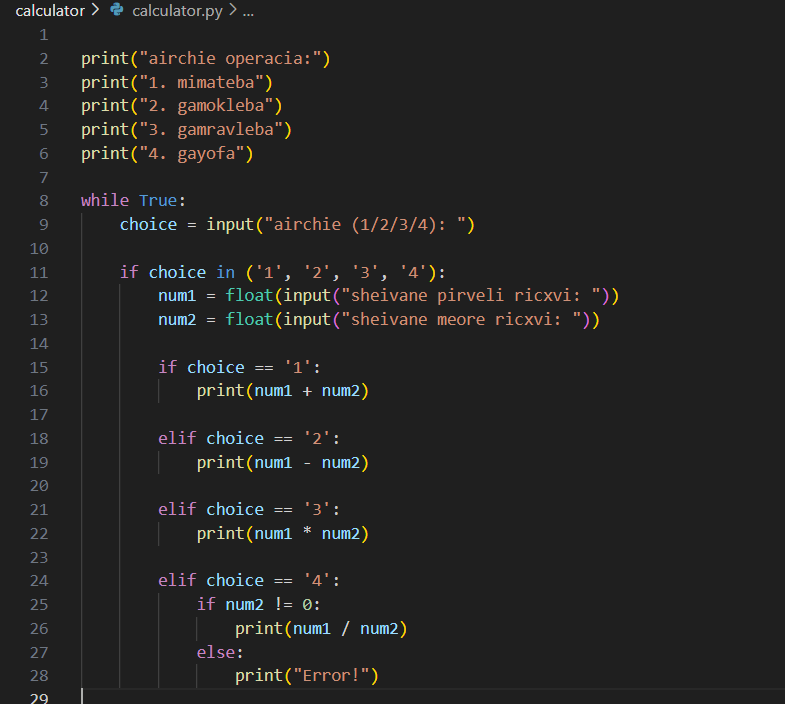 calculator > calculator.py > ...
1
2 print("airchie operacia:")
3 print("1. mimateba")
4 print("2. gamokleba")
5 print("3. gamravleba")
6 print("4. gayofa")
7
8 while True:
9     choice = input("airchie (1/2/3/4): ")
10
11     if choice in ('1', '2', '3', '4'):
12         num1 = float(input("sheivane pirveli ricxvi: "))
13         num2 = float(input("sheivane meore ricxvi: "))
14
15         if choice == '1':
16             print(num1 + num2)
17
18         elif choice == '2':
19             print(num1 - num2)
20
21         elif choice == '3':
22             print(num1 * num2)
23
24         elif choice == '4':
25             if num2 != 0:
26                 print(num1 / num2)
27             else:
28                 print("Error!")
29